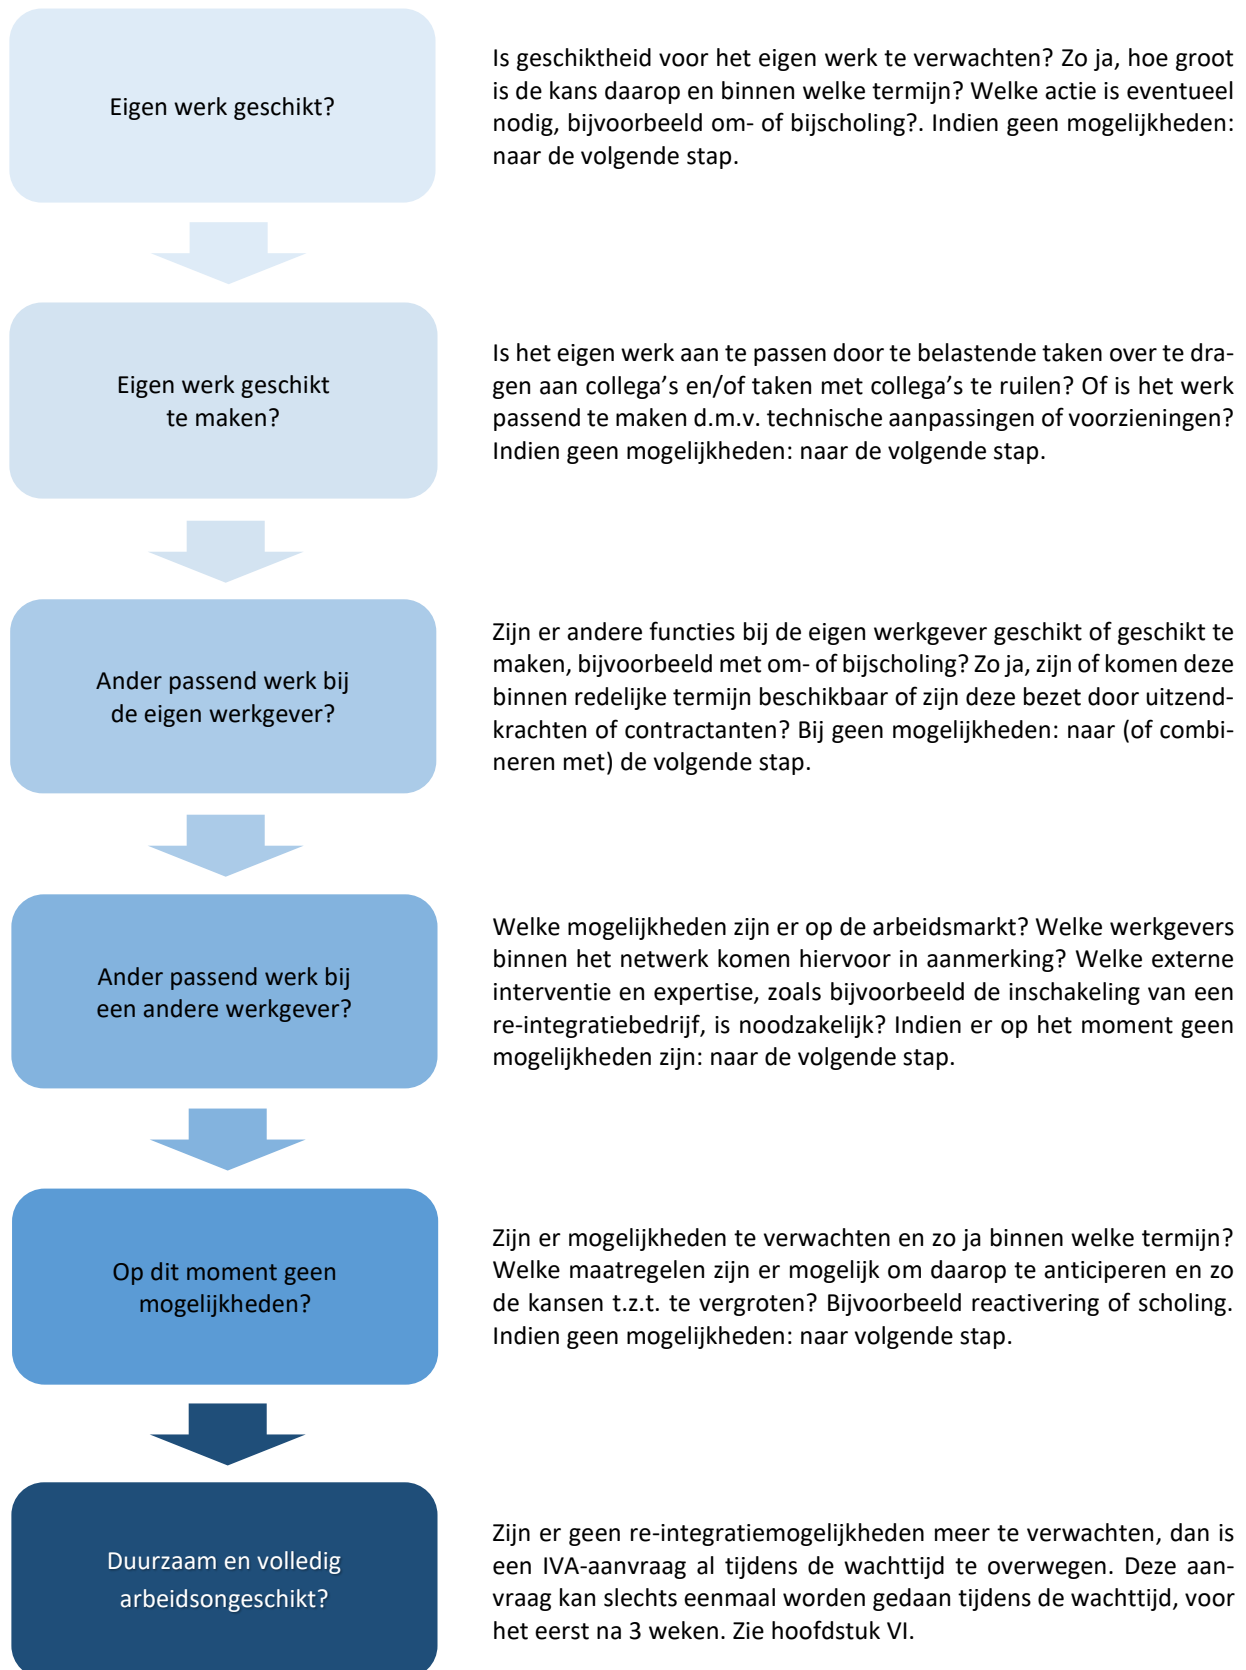 Eigen werk geschikt?
Is geschiktheid voor het eigen werk te verwachten? Zo ja, hoe groot
is de kans daarop en binnen welke termijn? Welke actie is eventueel
nodig, bijvoorbeeld om- of bijscholing?. Indien geen mogelijkheden:
naar de volgende stap.
Eigen werk geschikt
te maken?
Is het eigen werk aan te passen door te belastende taken over te dra-
gen aan collega’s en/of taken met collega’s te ruilen? Of is het werk
passend te maken d.m.v. technische aanpassingen of voorzieningen?
Indien geen mogelijkheden: naar de volgende stap.
Ander passend werk bij
de eigen werkgever?
Zijn er andere functies bij de eigen werkgever geschikt of geschikt te
maken, bijvoorbeeld met om- of bijscholing? Zo ja, zijn of komen deze
binnen redelijke termijn beschikbaar of zijn deze bezet door uitzend-
krachten of contractanten? Bij geen mogelijkheden: naar (of combi-
neren met) de volgende stap.
Ander passend werk bij
een andere werkgever?
Welke mogelijkheden zijn er op de arbeidsmarkt? Welke werkgevers
binnen het netwerk komen hiervoor in aanmerking? Welke externe
interventie en expertise, zoals bijvoorbeeld de inschakeling van een
re-integratiebedrijf, is noodzakelijk? Indien er op het moment geen
mogelijkheden zijn: naar de volgende stap.
Op dit moment geen
mogelijkheden?
Zijn er mogelijkheden te verwachten en zo ja binnen welke termijn?
Welke maatregelen zijn er mogelijk om daarop te anticiperen en zo
de kansen t.z.t. te vergroten? Bijvoorbeeld reactivering of scholing.
Indien geen mogelijkheden: naar volgende stap.
Duurzaam en volledig
arbeidsongeschikt?
Zijn er geen re-integratiemogelijkheden meer te verwachten, dan is
een IVA-aanvraag al tijdens de wachttijd te overwegen. Deze aan-
vraag kan slechts eenmaal worden gedaan tijdens de wachttijd, voor
het eerst na 3 weken. Zie hoofdstuk VI.